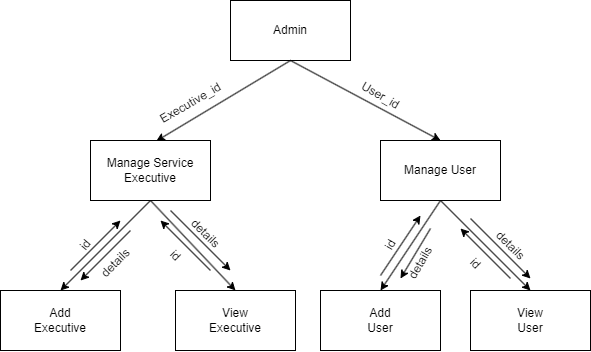 Admin
Executive_id
User_id
Manage Service
Executive
Manage User
id
details
details
id
id
details
details
id
Add
Executive
View
Executive
Add
User
View
User